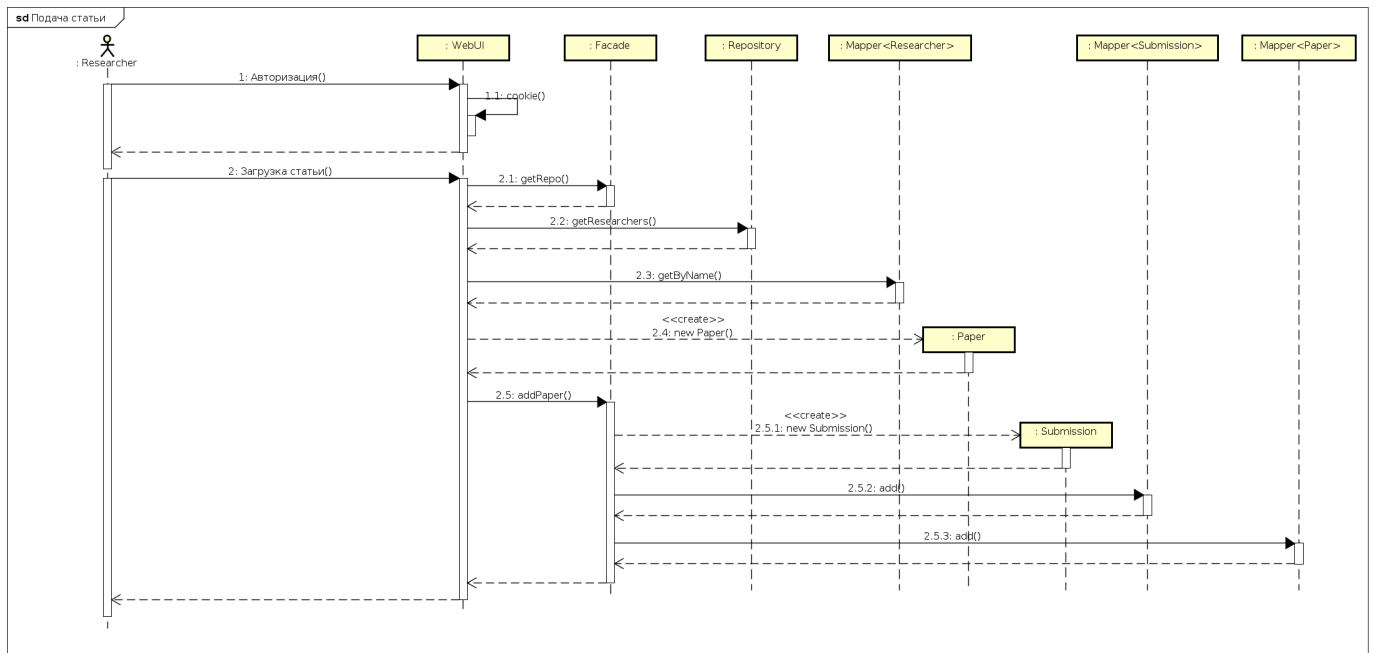 sd Подача статьи
: Researcher
: WebUI
: Facade
: Repository
: Mapper<Researcher>
: Mapper<Submission>
: Mapper<Paper>
1: Авторизация()
1.1: cookie()
2: Загрузка статьи()
2.1: getRepo()
2.2: getResearchers()
2.3: getByName()
<<create>>
2.4: new Paper()
: Paper
2.5: addPaper()
<<create>>
2.5.1: new Submission()
: Submission
2.5.2: add()
2.5.3: add()